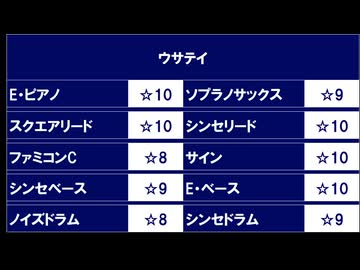 ウサテイ
E・ピアノ ☆10 ソプラノサックス ☆9
スクエアリード ☆10 シンセリード ☆10
ファミコンC ☆8 サイン ☆10
シンセベース ☆9 E・ベース ☆10
ノイズドラム ☆8 シンセドラム ☆9